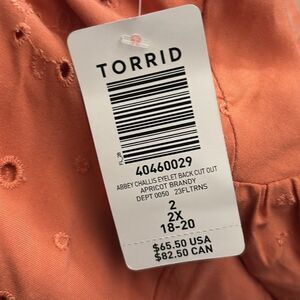 TORRID
FL_28
40460029
ABBEY CHALLIS EYELET BACK CUT OUT
APRICOT BRANDY
DEPT 0050 23FLTRNS
2
2X
18-20
$65.50 USA
$82.50 CAN